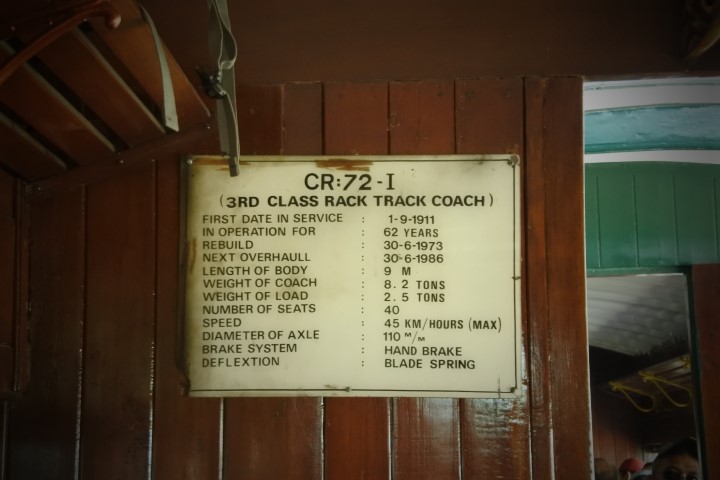 CR:72-I
(3RD CLASS RACK TRACK COACH)
FIRST DATE IN SERVICE : 1-9-1911
IN OPERATION FOR : 62 YEARS
REBUILD : 30-6-1973
NEXT OVERHAULL : 30-6-1986
LENGTH OF BODY : 9 M
WEIGHT OF COACH : 8.2 TONS
WEIGHT OF LOAD : 2.5 TONS
NUMBER OF SEATS : 40
SPEED : 45 KM/HOURS (MAX)
DIAMETER OF AXLE : 110 M/M
BRAKE SYSTEM : HAND BRAKE
DEFLEXTION : BLADE SPRING